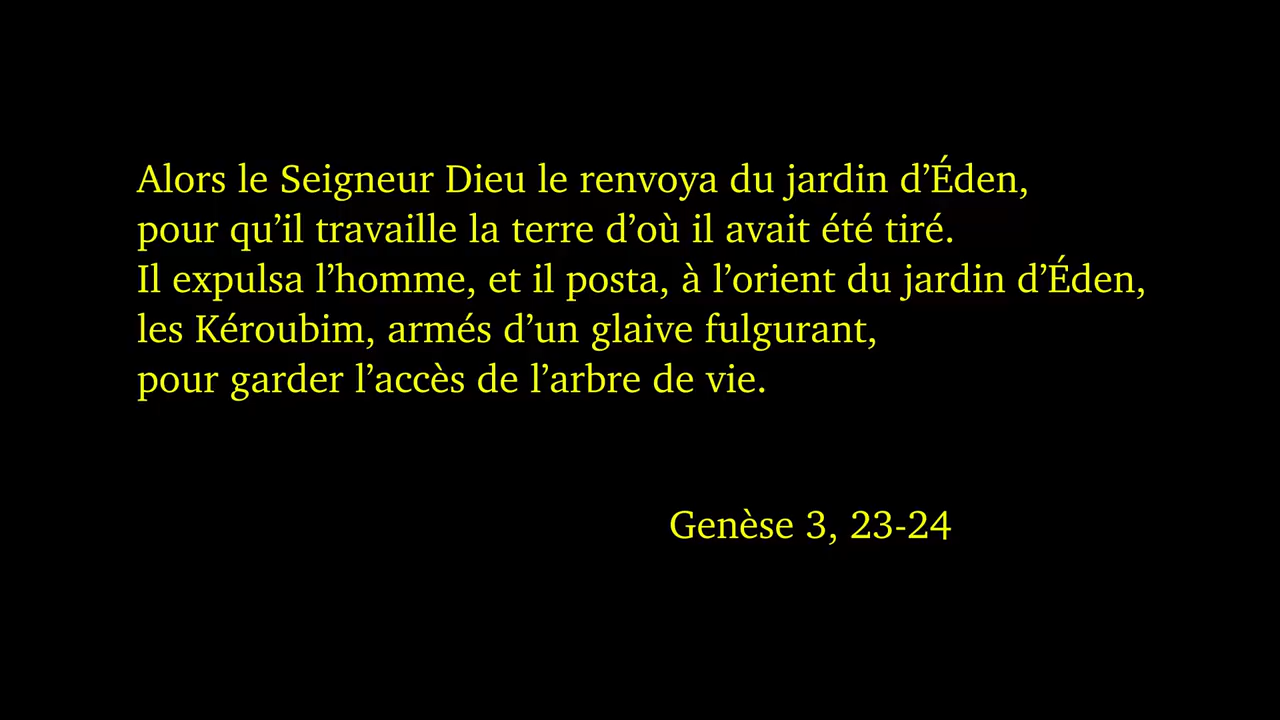 Alors le Seigneur Dieu le renvoya du jardin d’Éden,
pour qu’il travaille la terre d’où il avait été tiré.
Il expulsa l’homme, et il posta, à l’orient du jardin d’Éden,
les Kéroubim, armés d’un glaive fulgurant,
pour garder l’accès de l’arbre de vie.
Genèse 3, 23-24